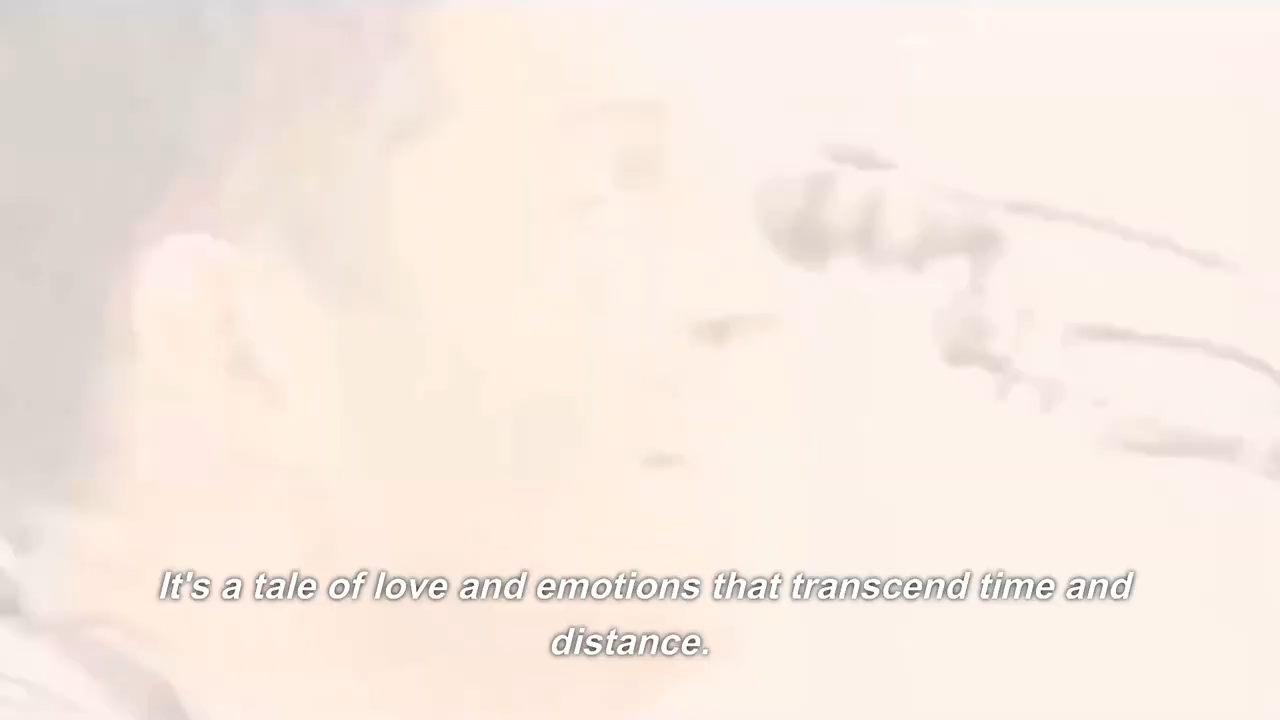 It's a tale of love and emotions that transcend time and
distance.